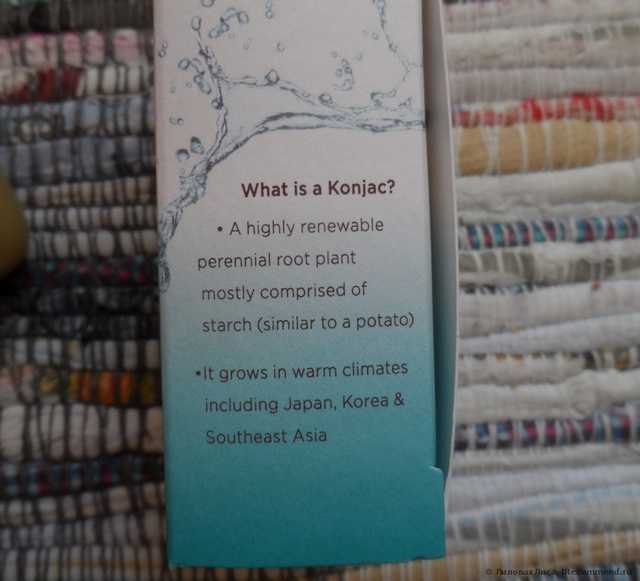 What is a Konjac?
• A highly renewable
perennial root plant
mostly comprised of
starch (similar to a potato)
•It grows in warm climates
including Japan, Korea &
Southeast Asia